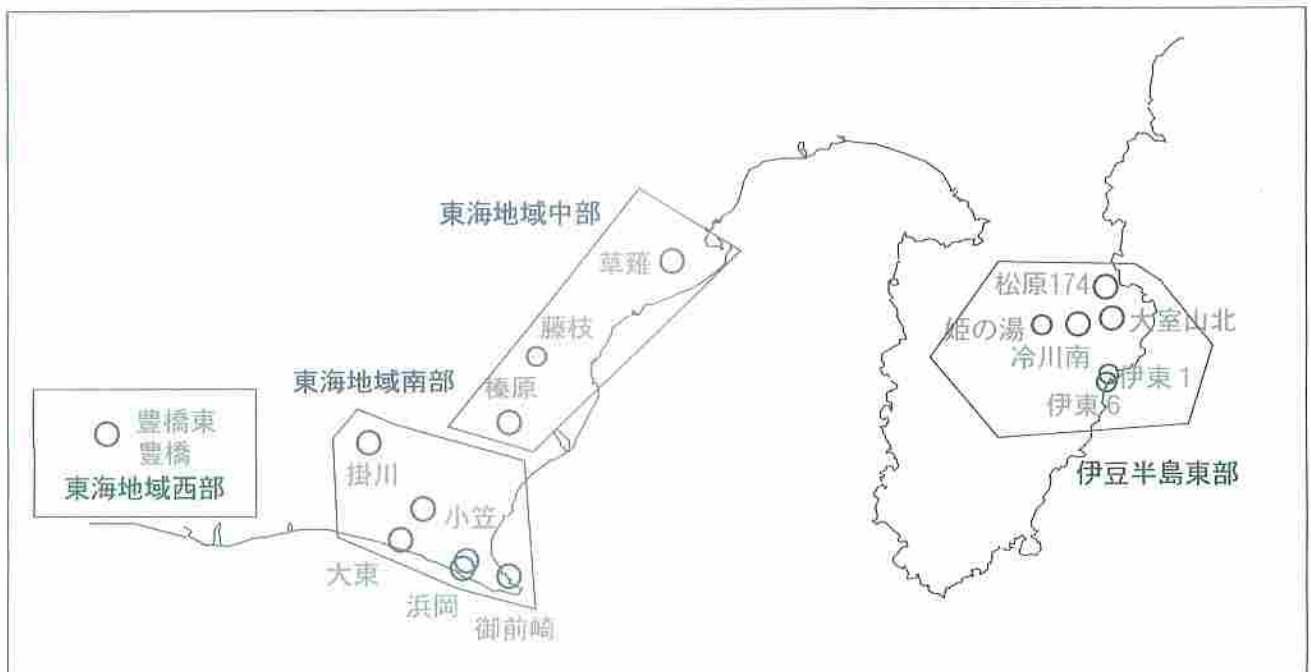 東海地域中部
草薙
藤枝
榛原
東海地域南部
掛川
小笠
大東
浜岡
御前崎
豊橋東
豊橋
東海地域西部
松原174
姫の湯
大室山北
冷川南
伊東1
伊東6
伊豆半島東部